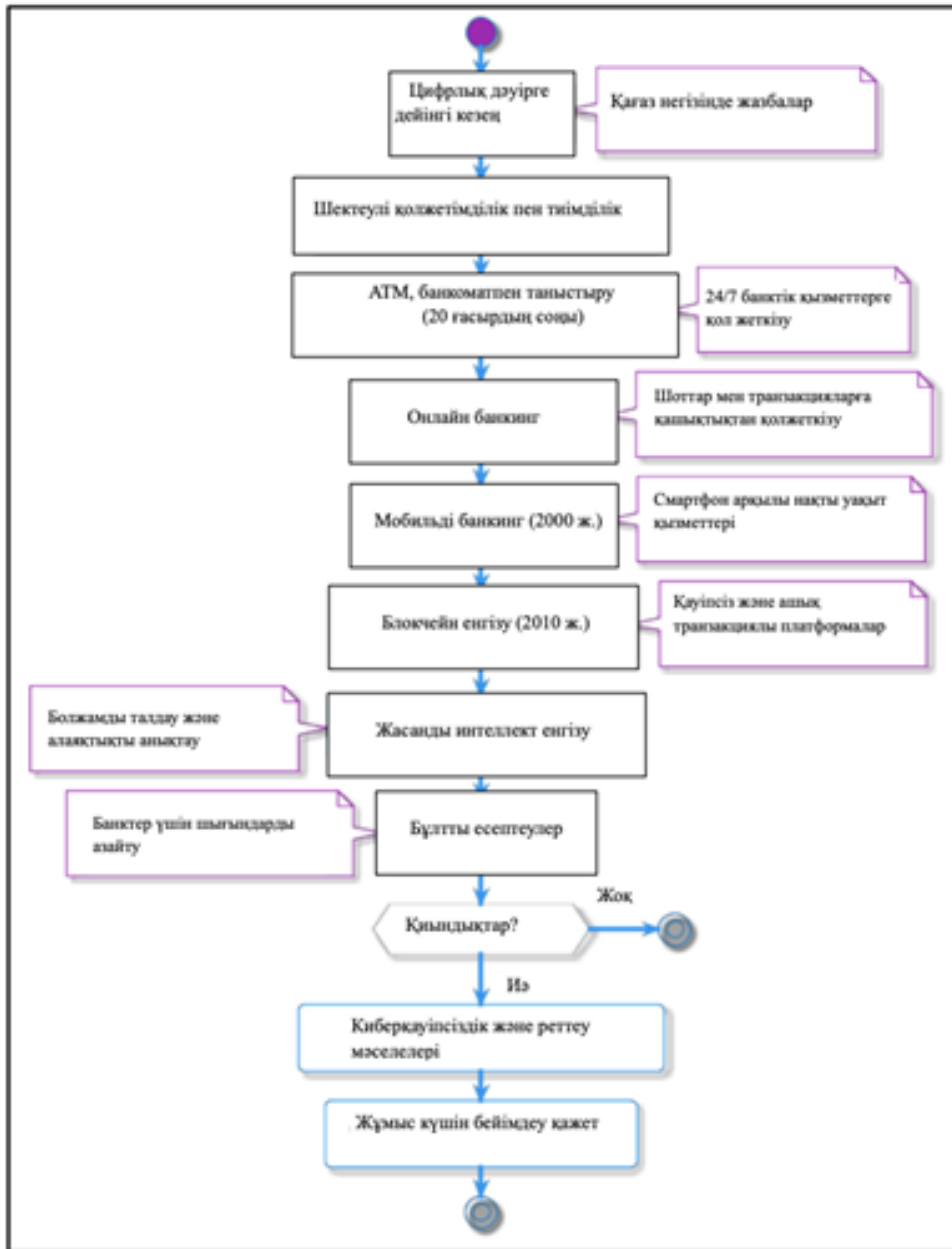 Цифрлық дәуірге
дейінгі кезең
Қағаз негізінде жазбалар
Шектеулі қолжетімділік пен тиімділік
АТМ, банкоматпен таныстыру
(20 ғасырдың соңы)
24/7 банктік қызметтерге
қол жеткізу
Онлайн банкинг
Шоттар мен транзакцияларға
қашықтықтан қолжеткізу
Мобильді банкинг (2000 ж.)
Смартфон арқылы нақты уақыт
қызметтері
Блокчейн енгізу (2010 ж.)
Қауіпсіз және ашық
транзакциялы платформалар
Болжамды талдау және
алаяқтықты анықтау
Жасанды интеллект енгізу
Банктер үшін шығындарды
азайту
Бұлтты есептеулер
Жоқ
Қиындықтар?
Иә
Киберқауіпсіздік және реттеу
мәселелері
Жұмыс күшін бейімдеу қажет